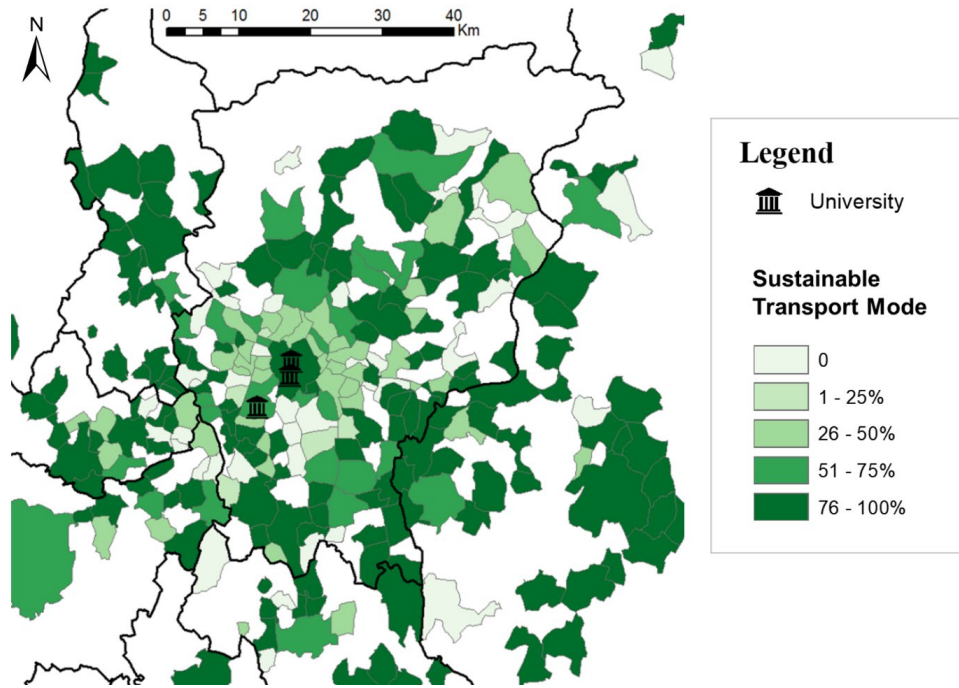 N
0 5 10 20 30 40
Km
Legend
University
Sustainable
Transport Mode
0
1 - 25%
26 - 50%
51 - 75%
76 - 100%